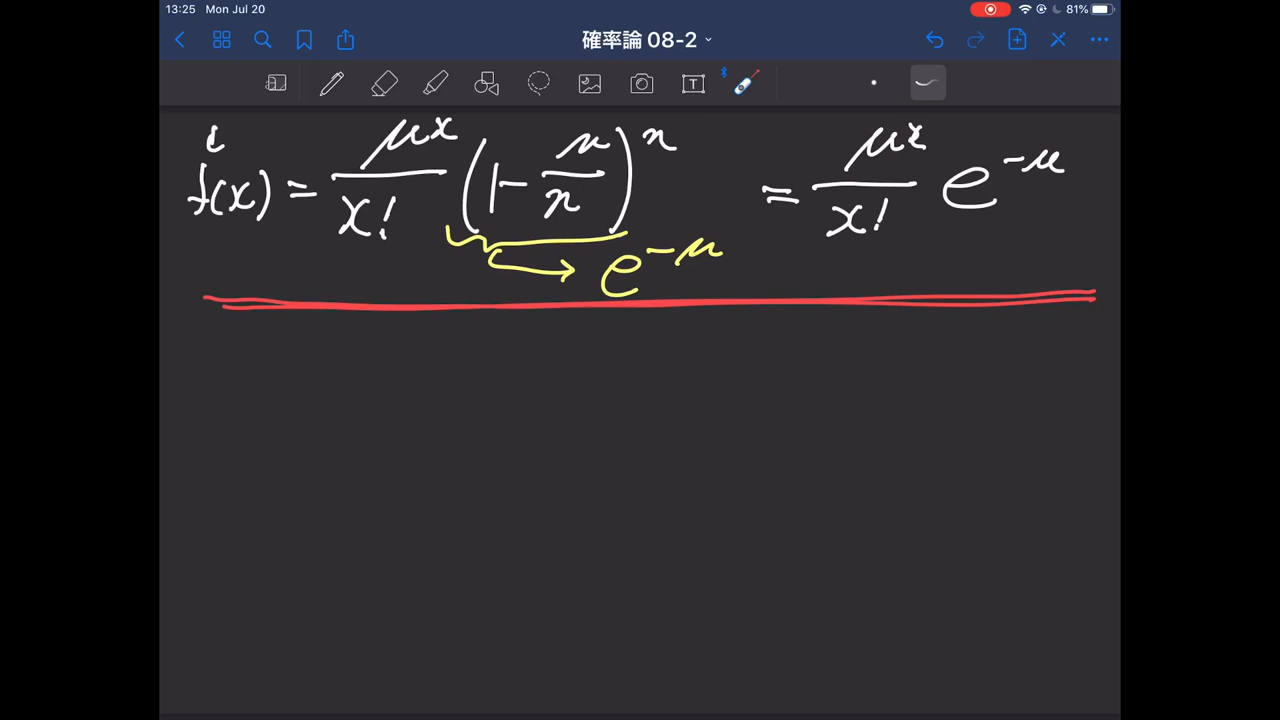 13:25 Mon Jul 20 81%
確率論 08-2
T
f(x) = μ^x/x! (1 - μ/n)^n = μ^x/x! e^{-μ}
→ e^{-μ}